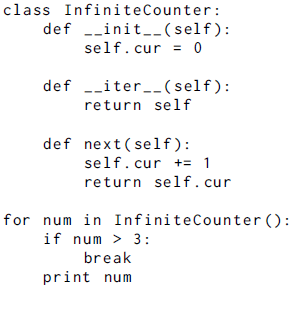 class InfiniteCounter:
    def __init__(self):
        self.cur = 0

    def __iter__(self):
        return self

    def next(self):
        self.cur += 1
        return self.cur

for num in InfiniteCounter():
    if num > 3:
        break
    print num